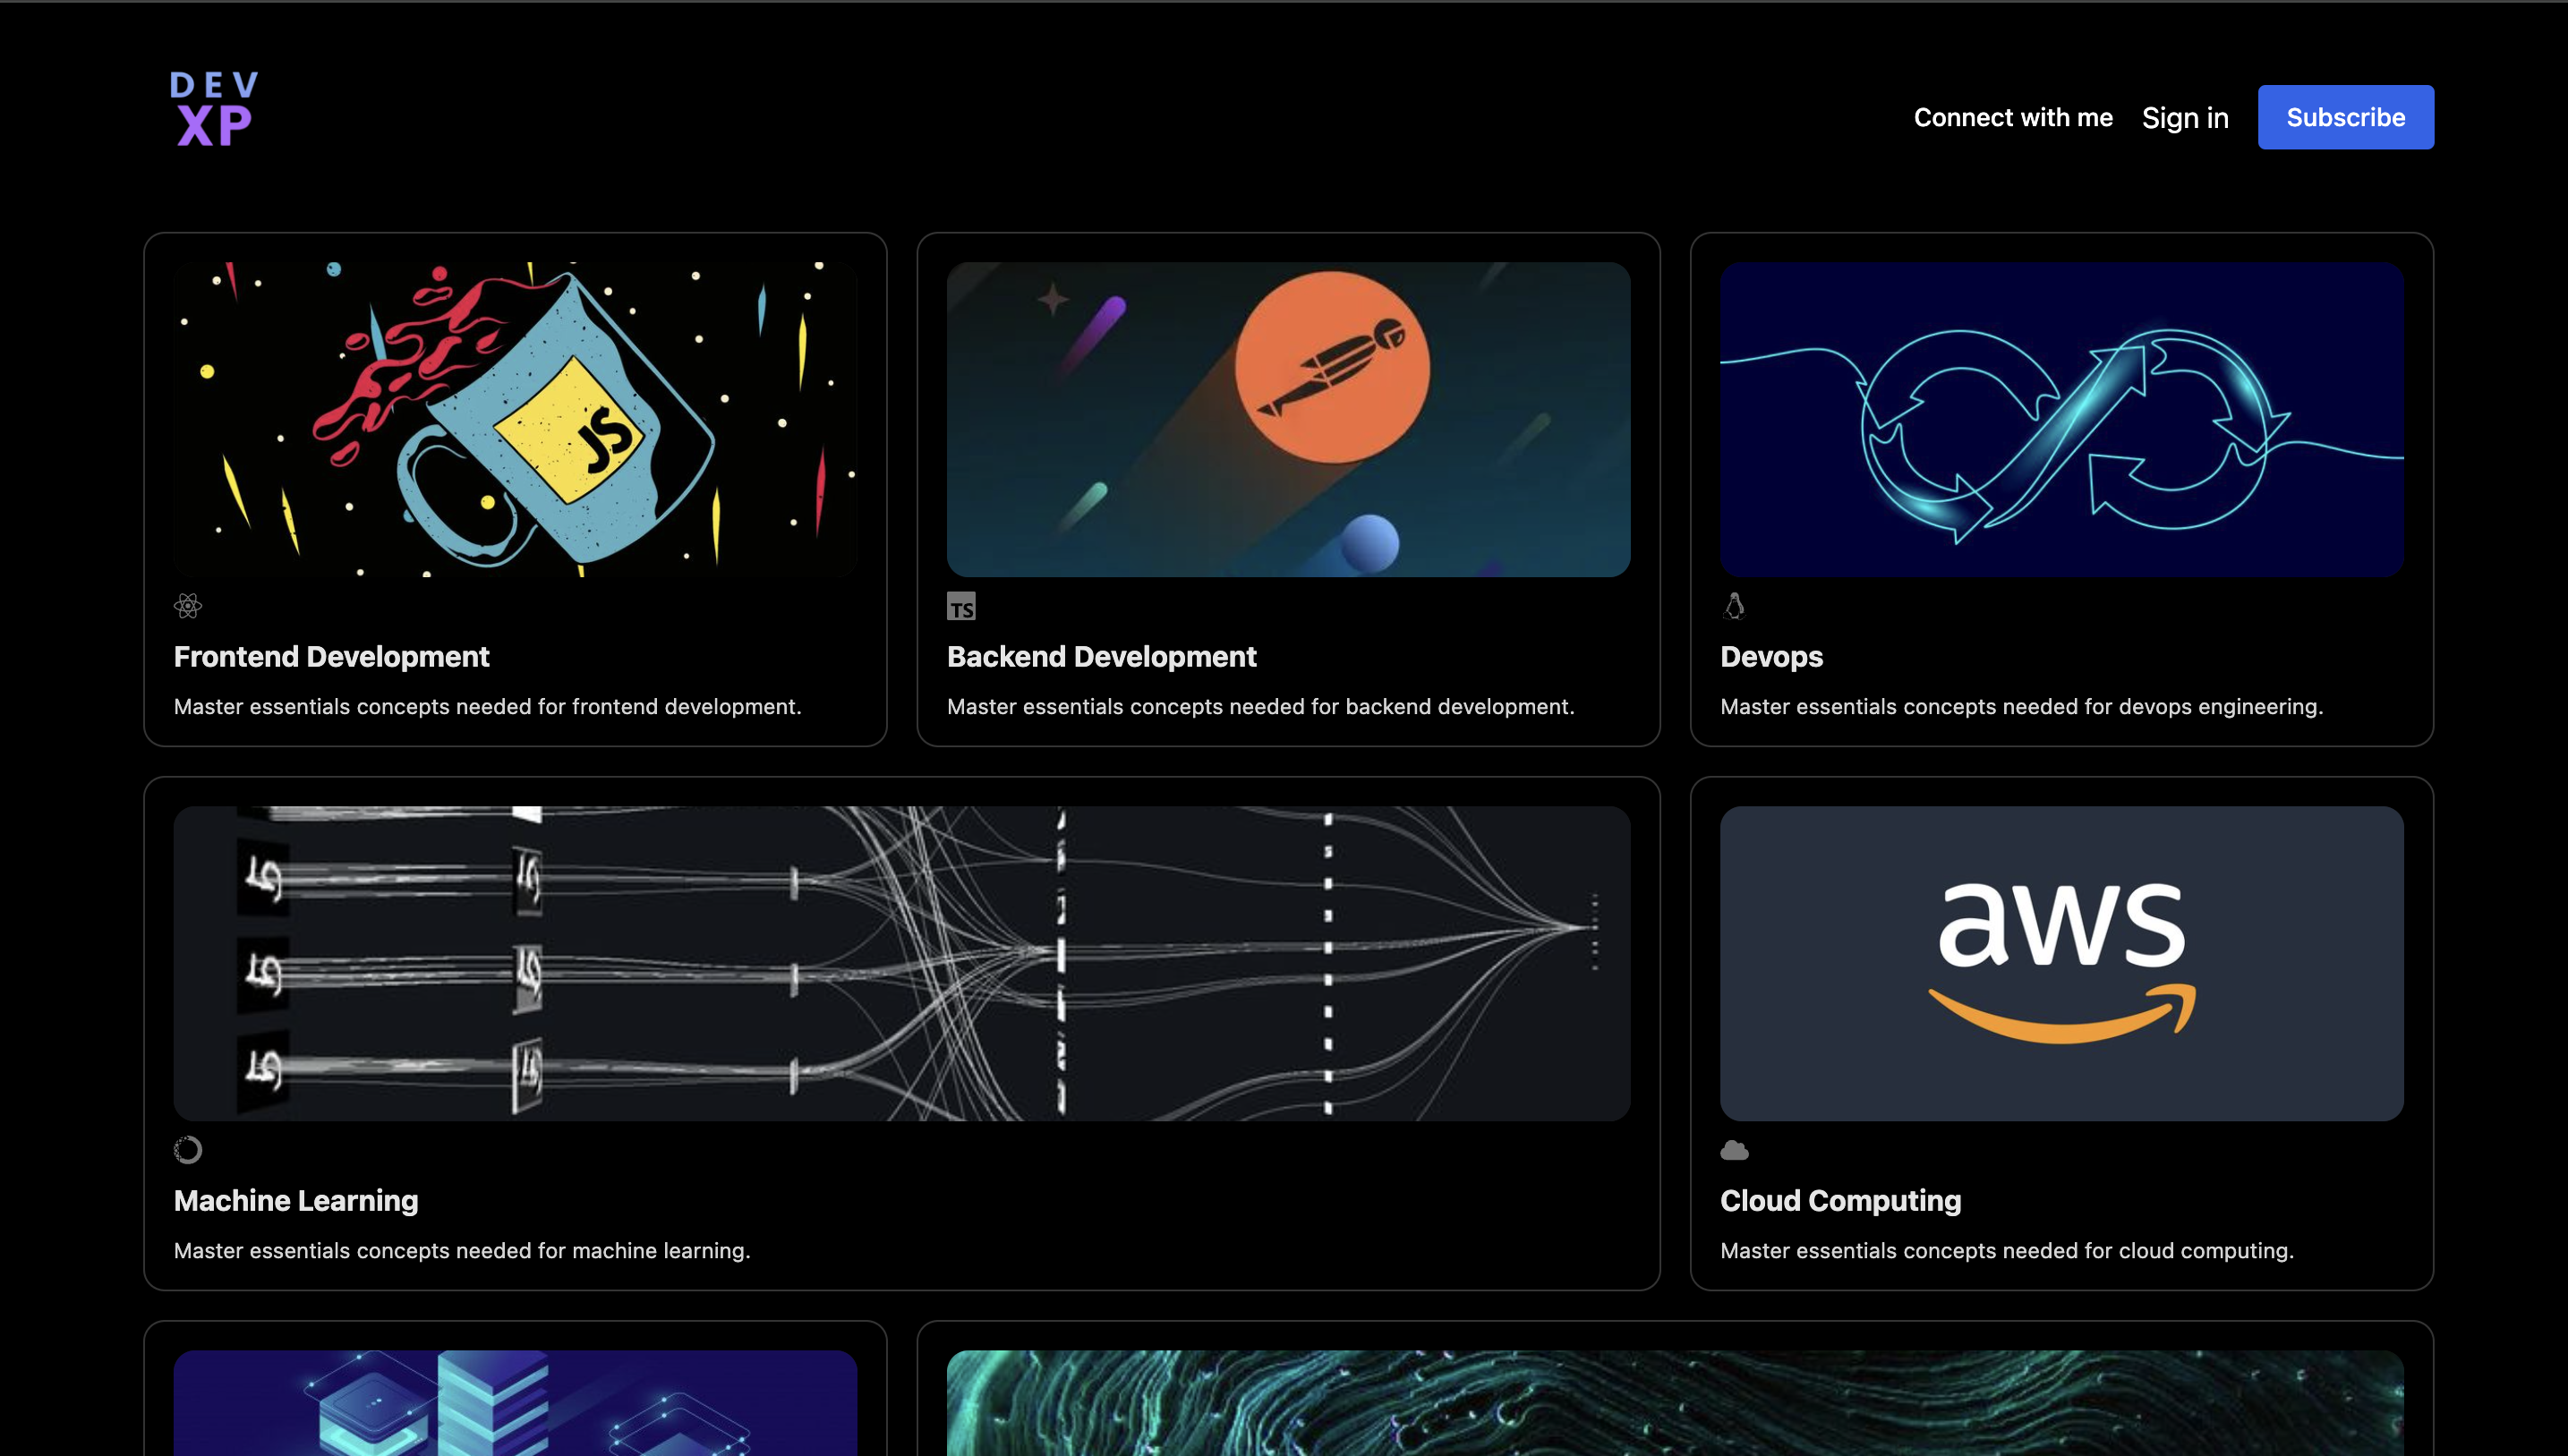 DEV
XP
Connect with me
Sign in
Subscribe
JS
TS
Frontend Development
Backend Development
Devops
Master essentials concepts needed for frontend development.
Master essentials concepts needed for backend development.
Master essentials concepts needed for devops engineering.
aws
Machine Learning
Cloud Computing
Master essentials concepts needed for machine learning.
Master essentials concepts needed for cloud computing.